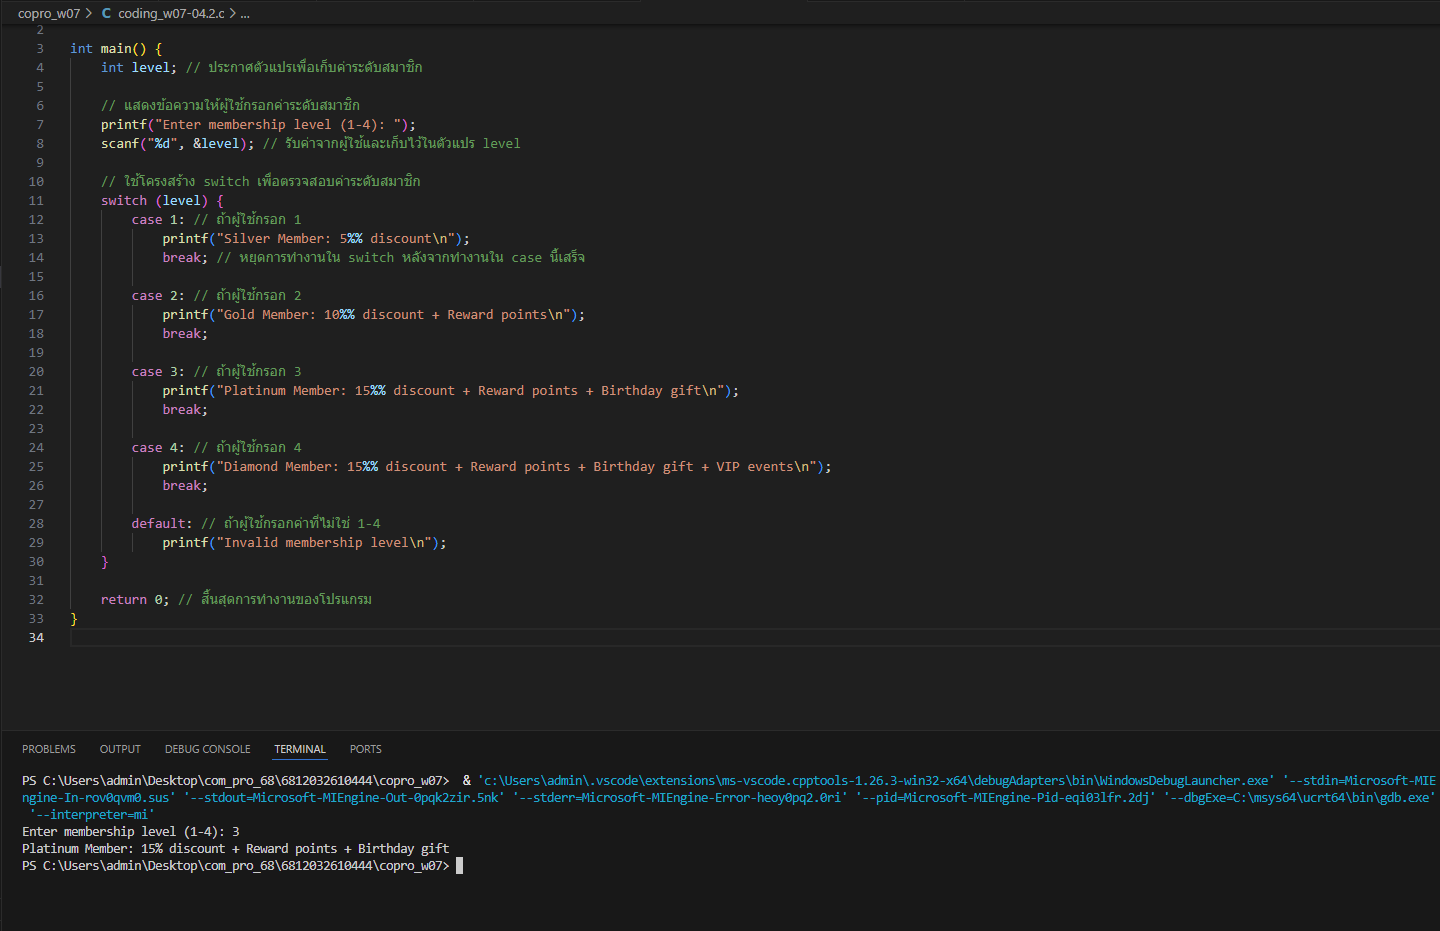 copro_w07 > C coding_w07-04.2.c > ...
2
3 int main() {
4 int level; // ประกาศตัวแปรเพื่อเก็บค่าระดับสมาชิก
5
6 // แสดงข้อความให้ผู้ใช้กรอกค่าระดับสมาชิก
7 printf("Enter membership level (1-4): ");
8 scanf("%d", &level); // รับค่าจากผู้ใช้และเก็บไว้ในตัวแปร level
9
10 // ใช้โครงสร้าง switch เพื่อตรวจสอบค่าระดับสมาชิก
11 switch (level) {
12 case 1: // ถ้าผู้ใช้กรอก 1
13 printf("Silver Member: 5%% discount\n");
14 break; // หยุดการทำงานใน switch หลังจากทำงานใน case นี้เสร็จ
15
16 case 2: // ถ้าผู้ใช้กรอก 2
17 printf("Gold Member: 10%% discount + Reward points\n");
18 break;
19
20 case 3: // ถ้าผู้ใช้กรอก 3
21 printf("Platinum Member: 15%% discount + Reward points + Birthday gift\n");
22 break;
23
24 case 4: // ถ้าผู้ใช้กรอก 4
25 printf("Diamond Member: 15%% discount + Reward points + Birthday gift + VIP events\n");
26 break;
27
28 default: // ถ้าผู้ใช้กรอกค่าที่ไม่ใช่ 1-4
29 printf("Invalid membership level\n");
30 }
31
32 return 0; // สิ้นสุดการทำงานของโปรแกรม
33 }
34
PROBLEMS OUTPUT DEBUG CONSOLE TERMINAL PORTS
PS C:\Users\admin\Desktop\com_pro_68\6812032610444\copro_w07> & 'c:\Users\admin\.vscode\extensions\ms-vscode.cpptools-1.26.3-win32-x64\debugAdapters\bin\WindowsDebugLauncher.exe' '--stdin=Microsoft-MIE
ngine-In-rov0qvm0.sus' '--stdout=Microsoft-MIEngine-Out-0pqk2zir.5nk' '--stderr=Microsoft-MIEngine-Error-heoy0pq2.0ri' '--pid=Microsoft-MIEngine-Pid-eqi03lfr.2dj' '--dbgExe=C:\msys64\ucrt64\bin\gdb.exe'
'--interpreter=mi'
Enter membership level (1-4): 3
Platinum Member: 15% discount + Reward points + Birthday gift
PS C:\Users\admin\Desktop\com_pro_68\6812032610444\copro_w07>